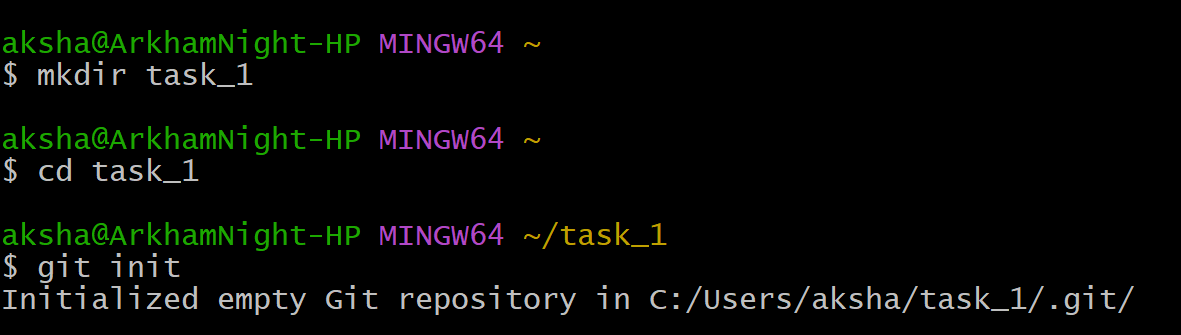 aksha@ArkhamNight-HP MINGW64 ~
$ mkdir task_1
aksha@ArkhamNight-HP MINGW64 ~
$ cd task_1
aksha@ArkhamNight-HP MINGW64 ~/task_1
$ git init
Initialized empty Git repository in C:/Users/aksha/task_1/.git/